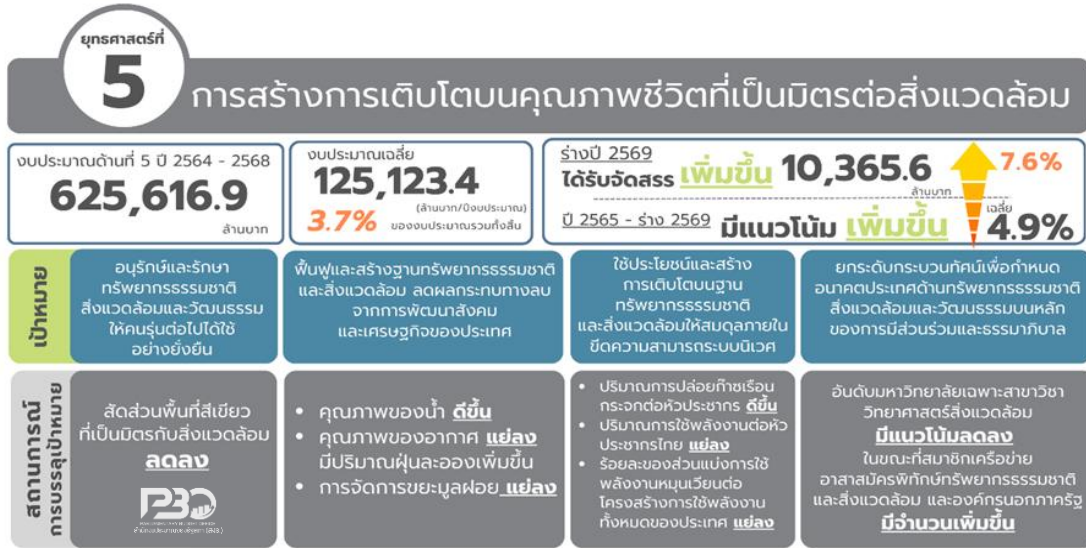 ยุทธศาสตร์ที่
5
การสร้างการเติบโตบนคุณภาพชีวิตที่เป็นมิตรต่อสิ่งแวดล้อม
งบประมาณด้านที่ 5 ปี 2564 - 2568
625,616.9
ล้านบาท
งบประมาณเฉลี่ย
125,123.4
(ล้านบาท/ปีงบประมาณ)
3.7% ของงบประมาณรวมทั้งสิ้น
ร่างปี 2569
ได้รับจัดสรร เพิ่มขึ้น 10,365.6
ล้านบาท
7.6%
ปี 2565 - ร่าง 2569 มีแนวโน้ม เพิ่มขึ้น
เฉลี่ย
4.9%
เป้าหมาย
อนุรักษ์และรักษา
ทรัพยากรธรรมชาติ
สิ่งแวดล้อมและวัฒนธรรม
ให้คนรุ่นต่อไปได้ใช้
อย่างยั่งยืน
ฟื้นฟูและสร้างฐานทรัพยากรธรรมชาติ
และสิ่งแวดล้อม ลดผลกระทบทางลบ
จากการพัฒนาสังคม
และเศรษฐกิจของประเทศ
ใช้ประโยชน์และสร้าง
การเติบโตบนฐาน
ทรัพยากรธรรมชาติ
และสิ่งแวดล้อมให้สมดุลภายใน
ขีดความสามารถระบบนิเวศ
ยกระดับกระบวนทัศน์เพื่อกำหนด
อนาคตประเทศด้านทรัพยากรธรรมชาติ
สิ่งแวดล้อมและวัฒนธรรมบนหลัก
ของการมีส่วนร่วมและธรรมาภิบาล
สถานการณ์
การบรรลุเป้าหมาย
สัดส่วนพื้นที่สีเขียว
ที่เป็นมิตรกับสิ่งแวดล้อม
ลดลง
PBO
• คุณภาพของน้ำ ดีขึ้น
• คุณภาพของอากาศ แย่ลง
มีปริมาณฝุ่นละอองเพิ่มขึ้น
• การจัดการขยะมูลฝอย แย่ลง
• ปริมาณการปล่อยก๊าซเรือน
กระจกต่อหัวประชากร ดีขึ้น
• ปริมาณการใช้พลังงานต่อหัว
ประชากรไทย แย่ลง
• ร้อยละของส่วนแบ่งการใช้
พลังงานหมุนเวียนต่อ
โครงสร้างการใช้พลังงาน
ทั้งหมดของประเทศ แย่ลง
อันดับมหาวิทยาลัยเฉพาะสาขาวิชา
วิทยาศาสตร์สิ่งแวดล้อม
มีแนวโน้มลดลง
ในขณะที่สมาชิกเครือข่าย
อาสาสมัครพิทักษ์ทรัพยากรธรรมชาติ
และสิ่งแวดล้อม และองค์กรนอกภาครัฐ
มีจำนวนเพิ่มขึ้น